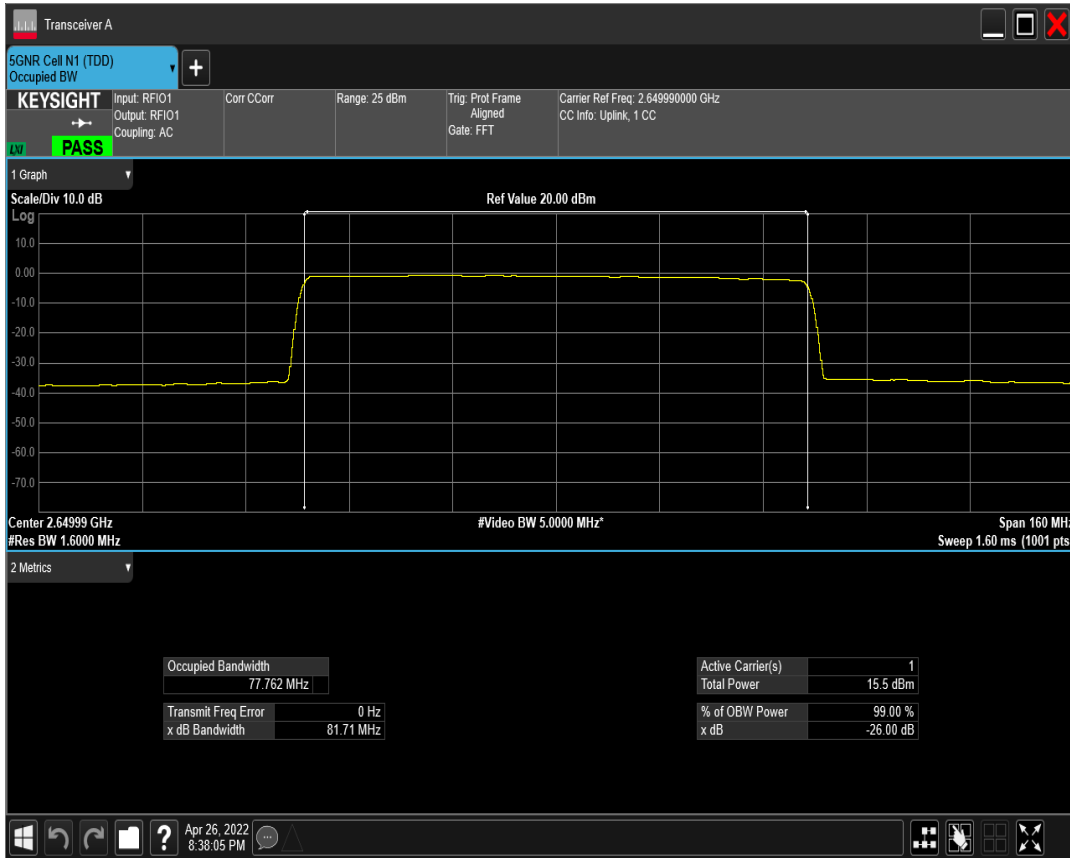 Transceiver A
5GNR Cell N1 (TDD)
Occupied BW
KEYSIGHT
LXI
PASS
Input: RFIO1
Output: RFIO1
Coupling: AC
Corr CCorr
Range: 25 dBm
Trig: Prot Frame
Aligned
Gate: FFT
Carrier Ref Freq: 2.649990000 GHz
CC Info: Uplink, 1 CC
1 Graph
Scale/Div 10.0 dB
Ref Value 20.00 dBm
Log
10.0
0.00
-10.0
-20.0
-30.0
-40.0
-50.0
-60.0
-70.0
Center 2.64999 GHz
#Video BW 5.0000 MHz*
Span 160 MHz
#Res BW 1.6000 MHz
Sweep 1.60 ms (1001 pts
2 Metrics
Occupied Bandwidth
77.762 MHz
Transmit Freq Error 0 Hz
x dB Bandwidth 81.71 MHz
Active Carrier(s) 1
Total Power 15.5 dBm
% of OBW Power 99.00 %
x dB -26.00 dB
?
Apr 26, 2022
8:38:05 PM